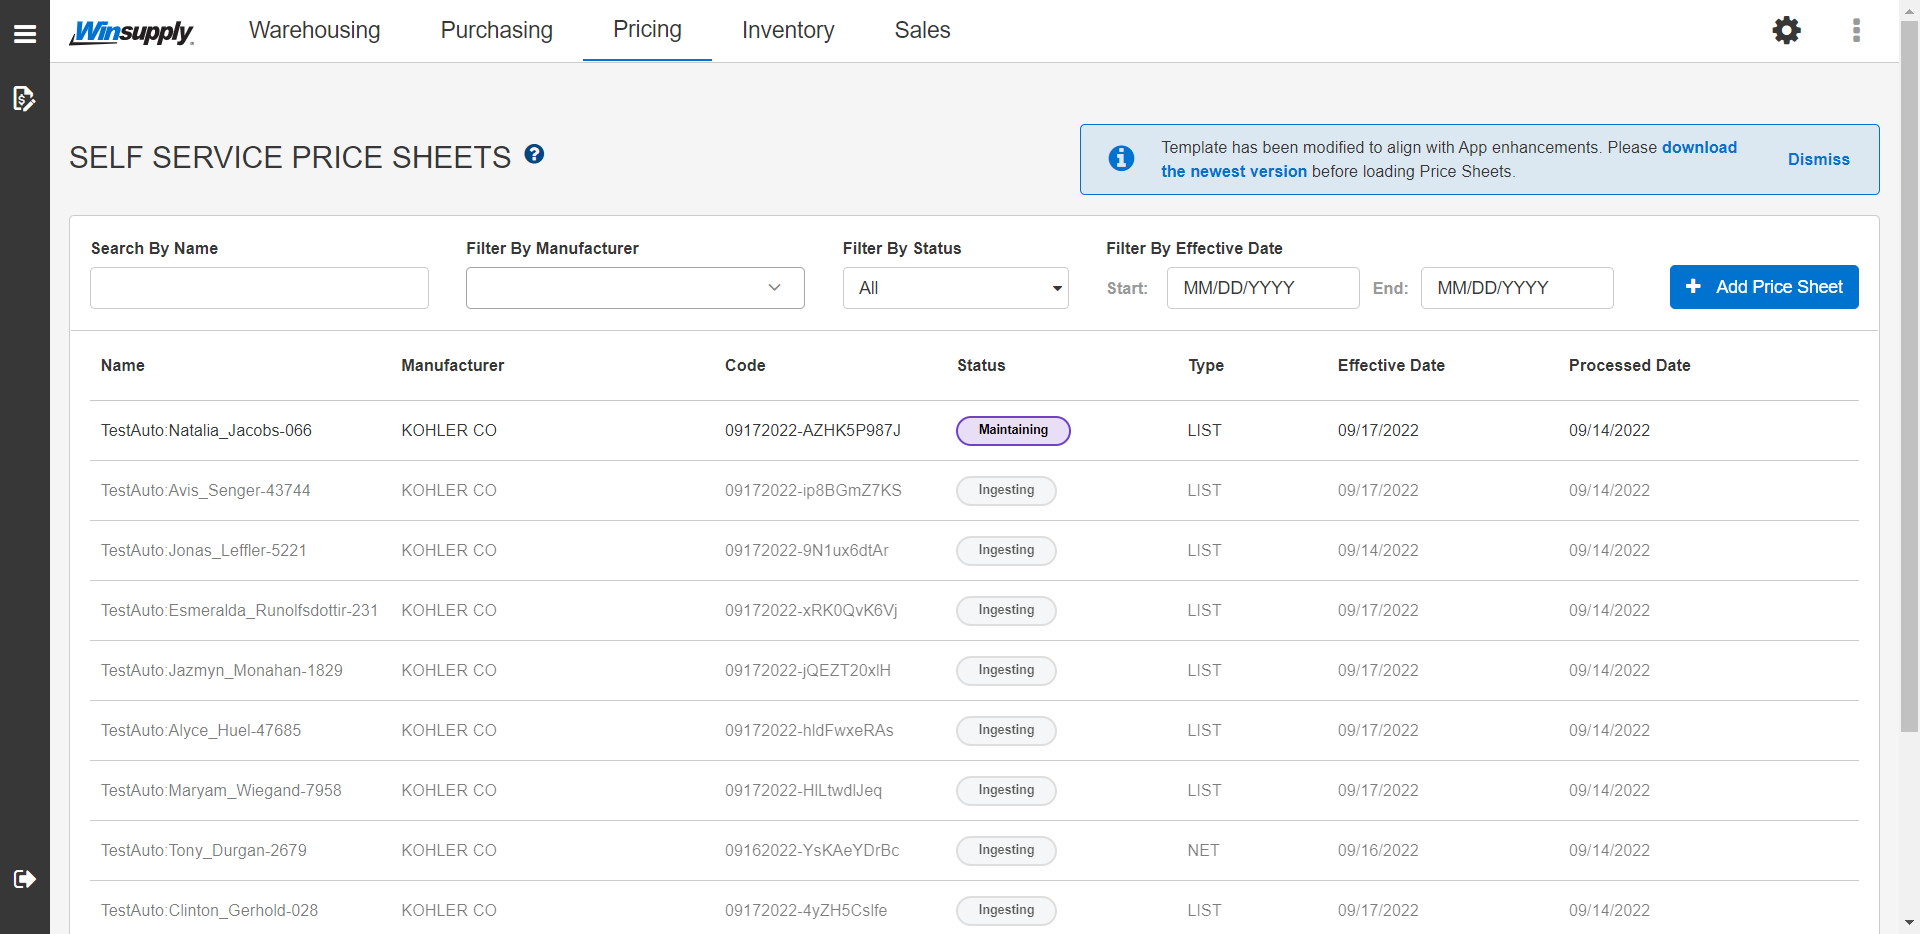 Winsupply Warehousing Purchasing Pricing Inventory Sales
SELF SERVICE PRICE SHEETS
Template has been modified to align with App enhancements. Please download
the newest version before loading Price Sheets.
Dismiss
Search By Name Filter By Manufacturer Filter By Status Filter By Effective Date
All Start: MM/DD/YYYY End: MM/DD/YYYY Add Price Sheet
Name Manufacturer Code Status Type Effective Date Processed Date
TestAuto:Natalia_Jacobs-066 KOHLER CO 09172022-AZHK5P987J Maintaining LIST 09/17/2022 09/14/2022
TestAuto:Avis_Senger-43744 KOHLER CO 09172022-ip8BGmZ7KS Ingesting LIST 09/17/2022 09/14/2022
TestAuto:Jonas_Leffler-5221 KOHLER CO 09172022-9N1ux6dtAr Ingesting LIST 09/14/2022 09/14/2022
TestAuto:Esmeralda_Runolfsdottir-231 KOHLER CO 09172022-xRK0QvK6Vj Ingesting LIST 09/17/2022 09/14/2022
TestAuto:Jazmyn_Monahan-1829 KOHLER CO 09172022-jQEZT20xlH Ingesting LIST 09/17/2022 09/14/2022
TestAuto:Alyce_Huel-47685 KOHLER CO 09172022-hldFwxeRAs Ingesting LIST 09/17/2022 09/14/2022
TestAuto:Maryam_Wiegand-7958 KOHLER CO 09172022-HlLtwdlJeq Ingesting LIST 09/17/2022 09/14/2022
TestAuto:Tony_Durgan-2679 KOHLER CO 09162022-YsKAeYDrBc Ingesting NET 09/16/2022 09/14/2022
TestAuto:Clinton_Gerhold-028 KOHLER CO 09172022-4yZH5Cslfe Ingesting LIST 09/17/2022 09/14/2022